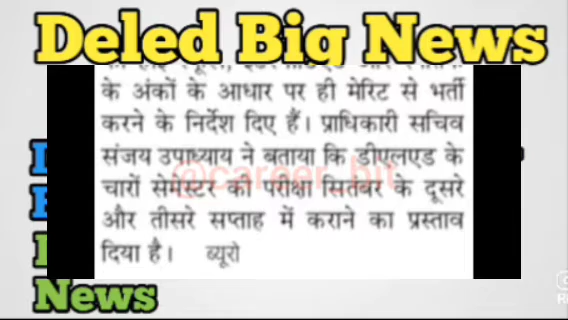 Deled Big News
के अंकों के आधार पर ही मेरिट से भर्ती
करने के निर्देश दिए हैं। प्राधिकारी सचिव
संजय उपाध्याय ने बताया कि डीएलएड के
@career_bit
चारों सेमेस्टर की परीक्षा सितंबर के दूसरे
और तीसरे सप्ताह में कराने का प्रस्ताव
दिया है। ब्यूरो
News